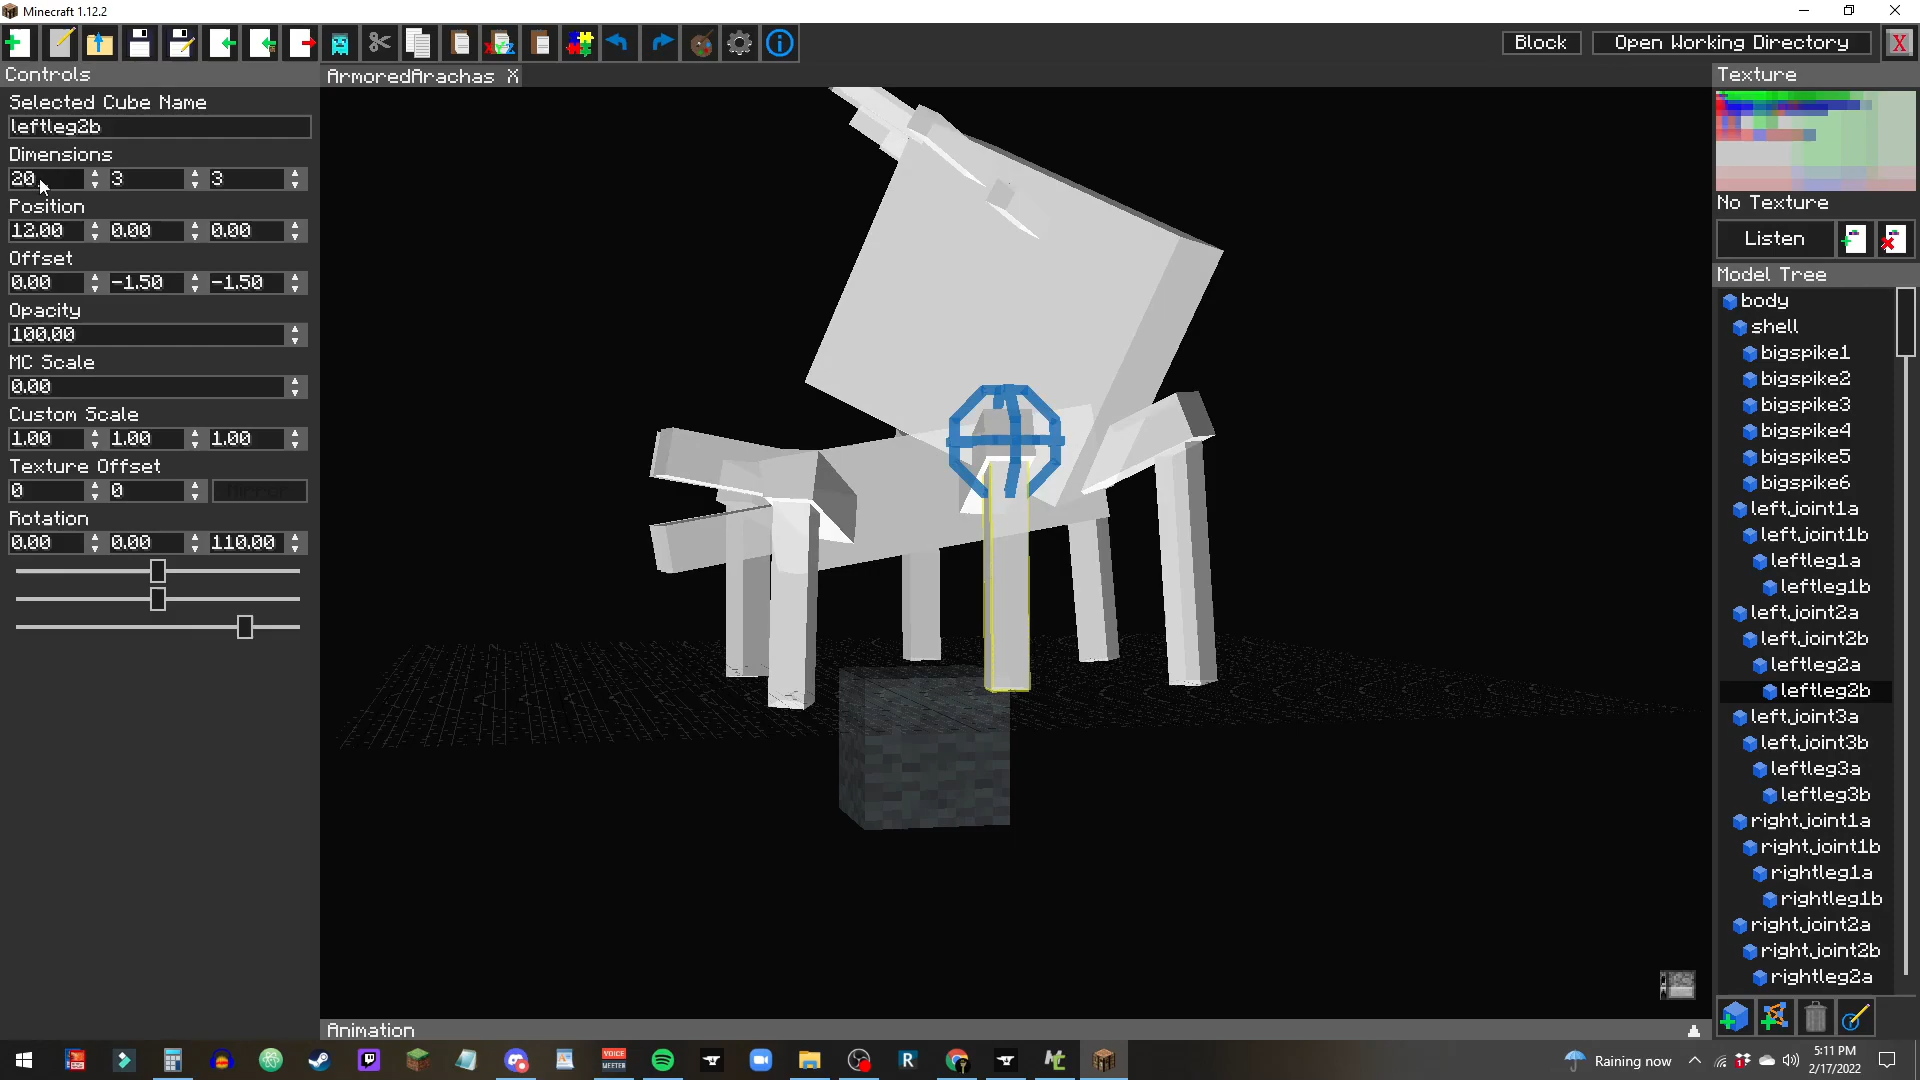 Minecraft 1.12.2
Block
Open Working Directory
X
Controls
ArmoredArachas X
Texture
Selected Cube Name
leftleg2b
Dimensions
20 3 3
Position
12.00 0.00 0.00
Offset
0.00 -1.50 -1.50
Opacity
100.00
MC Scale
0.00
Custom Scale
1.00 1.00 1.00
Texture Offset
0 0 Mirror
Rotation
0.00 0.00 110.00
No Texture
Listen
Model Tree
body
shell
bigspike1
bigspike2
bigspike3
bigspike4
bigspike5
bigspike6
leftjoint1a
leftjoint1b
leftleg1a
leftleg1b
leftjoint2a
leftjoint2b
leftleg2a
leftleg2b
leftjoint3a
leftjoint3b
leftleg3a
leftleg3b
rightjoint1a
rightjoint1b
rightleg1a
rightleg1b
rightjoint2a
rightjoint2b
rightleg2a
Animation
VOICE
MEETER
R
Raining now
5:11 PM
2/17/2022